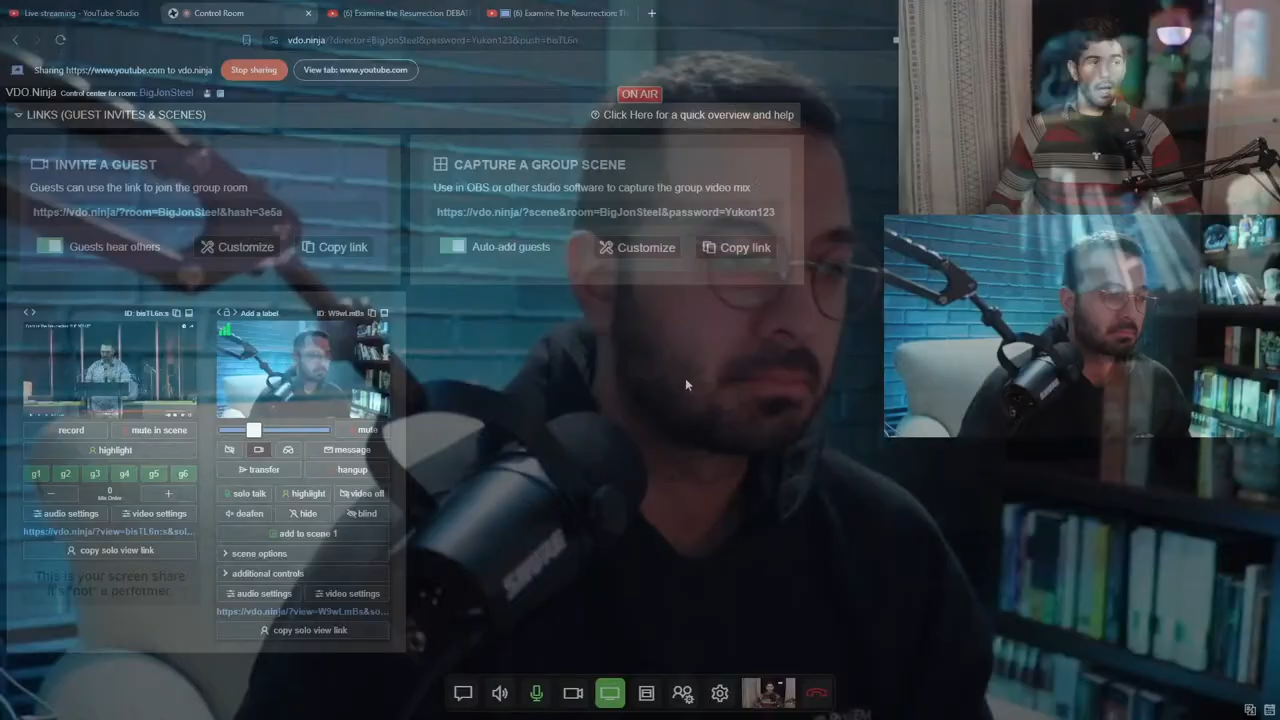 Live streaming - YouTube Studio
Control Room
(6) Examine the Resurrection DEBAT
(6) Examine The Resurrection: Th
vdo.ninja/?director=BigJonSteel&password=Yukon123&push=bisTL6n
Sharing https://www.youtube.com to vdo.ninja
Stop sharing
View tab: www.youtube.com
VDO.Ninja Control center for room: BigJonSteel
ON AIR
LINKS (GUEST INVITES & SCENES)
Click Here for a quick overview and help
INVITE A GUEST
Guests can use the link to join the group room
https://vdo.ninja/?room=BigJonSteel&hash=3e5a
Guests hear others
Customize
Copy link
CAPTURE A GROUP SCENE
Use in OBS or other studio software to capture the group video mix
https://vdo.ninja/?scene&room=BigJonSteel&password=Yukon123
Auto-add guests
Customize
Copy link
ID: bisTL6n:s
record
mute in scene
highlight
g1 g2 g3 g4 g5 g6
0
Mix Order
audio settings
video settings
https://vdo.ninja/?view=bisTL6n:s&sol...
copy solo view link
This is your screen share
It's *not* a performer
Add a label
ID: W9wLmBs
mute
message
transfer
hangup
solo talk
highlight
video off
deafen
hide
blind
add to scene 1
scene options
additional controls
audio settings
video settings
https://vdo.ninja/?view=W9wLmBs&so...
copy solo view link
SHURE